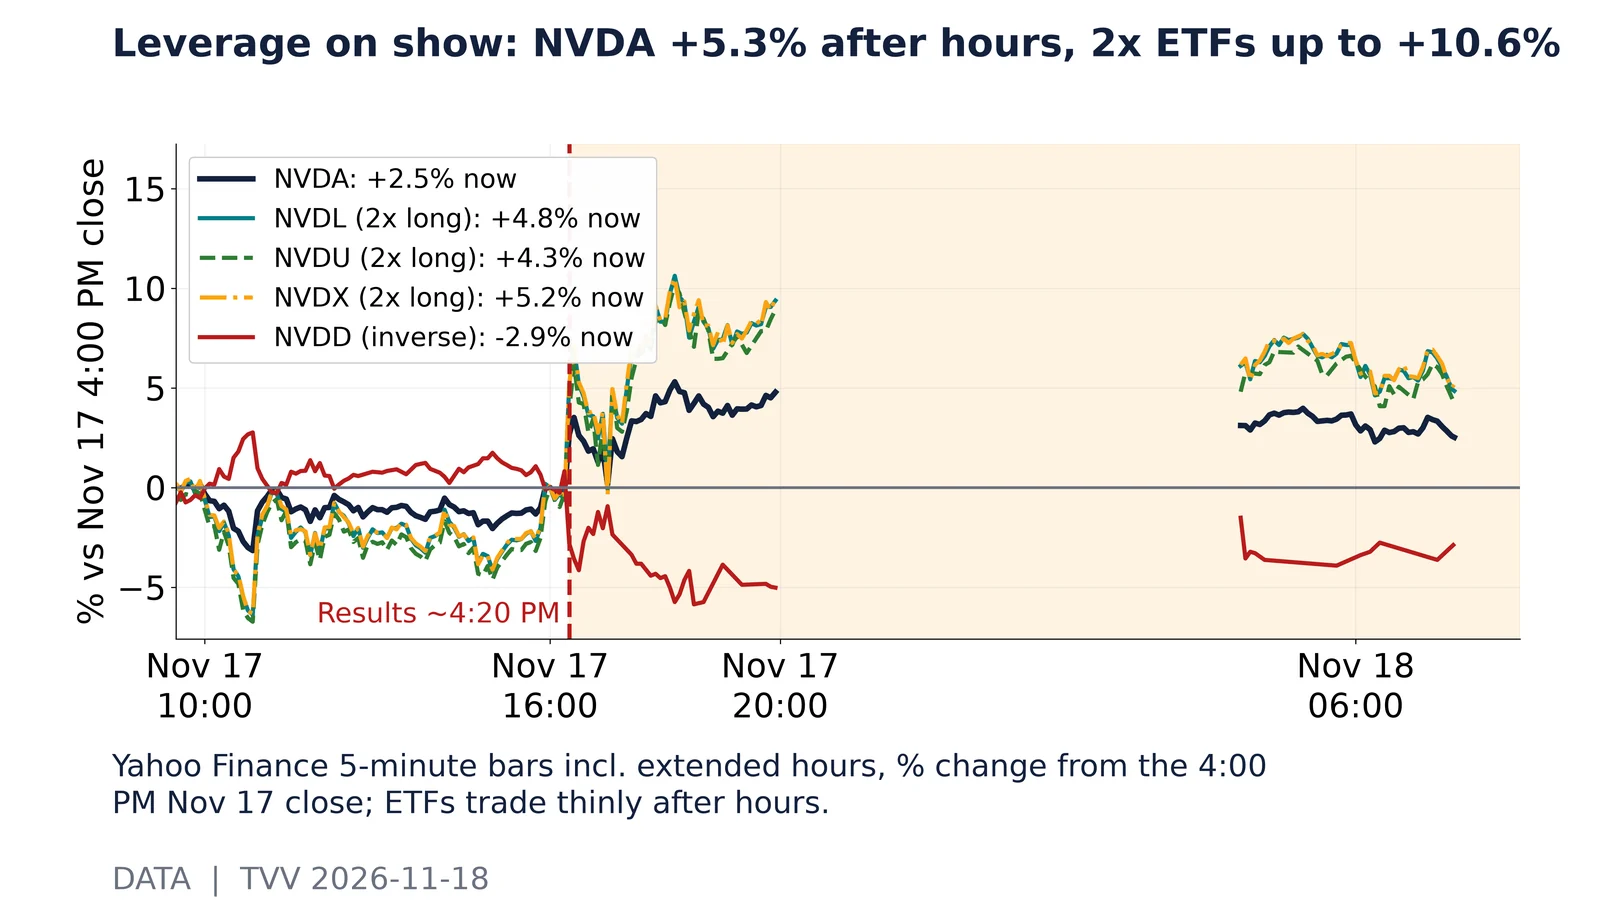 Leverage on show: NVDA +5.3% after hours, 2x ETFs up to +10.6%
% vs Nov 17 4:00 PM close
15
10
5
0
−5
NVDA: +2.5% now
NVDL (2x long): +4.8% now
NVDU (2x long): +4.3% now
NVDX (2x long): +5.2% now
NVDD (inverse): -2.9% now
Results ~4:20 PM
Nov 17
10:00
Nov 17
16:00
Nov 17
20:00
Nov 18
06:00
Yahoo Finance 5-minute bars incl. extended hours, % change from the 4:00
PM Nov 17 close; ETFs trade thinly after hours.
DATA | TVV 2026-11-18